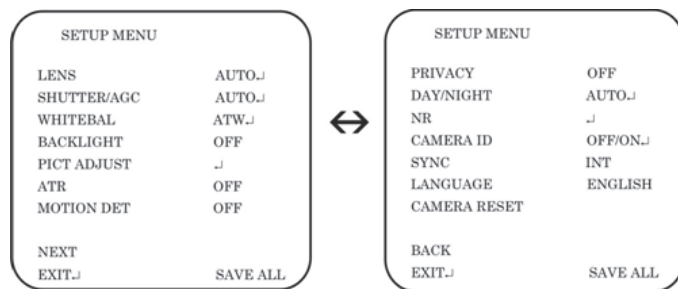 SETUP MENU
LENS AUTO↵
SHUTTER/AGC AUTO↵
WHITEBAL ATW↵
BACKLIGHT OFF
PICT ADJUST ↵
ATR OFF
MOTION DET OFF
NEXT
EXIT↵ SAVE ALL
SETUP MENU
PRIVACY OFF
DAY/NIGHT AUTO↵
NR ↵
CAMERA ID OFF/ON↵
SYNC INT
LANGUAGE ENGLISH
CAMERA RESET
BACK
EXIT↵ SAVE ALL